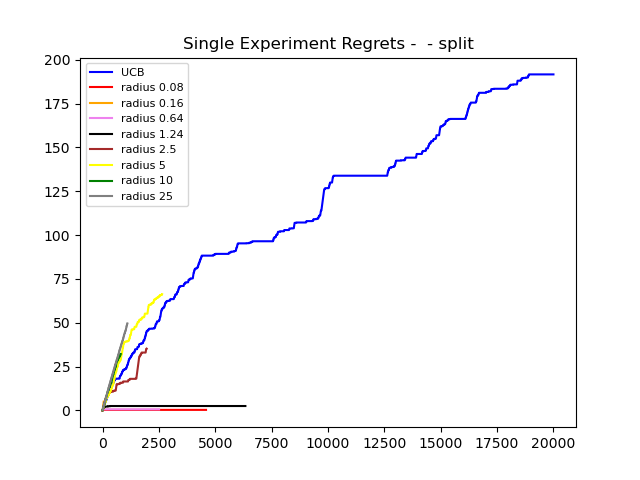 Single Experiment Regrets -  - split
UCB
radius 0.08
radius 0.16
radius 0.64
radius 1.24
radius 2.5
radius 5
radius 10
radius 25
200
175
150
125
100
75
50
25
0
0 2500 5000 7500 10000 12500 15000 17500 20000